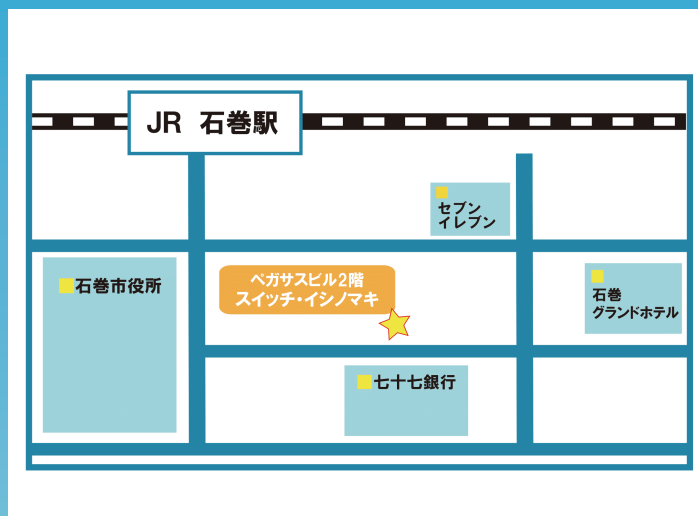 JR 石巻駅
セブン
イレブン
石巻市役所
ペガサスビル2階
スイッチ・イシノマキ
石巻
グランドホテル
七十七銀行